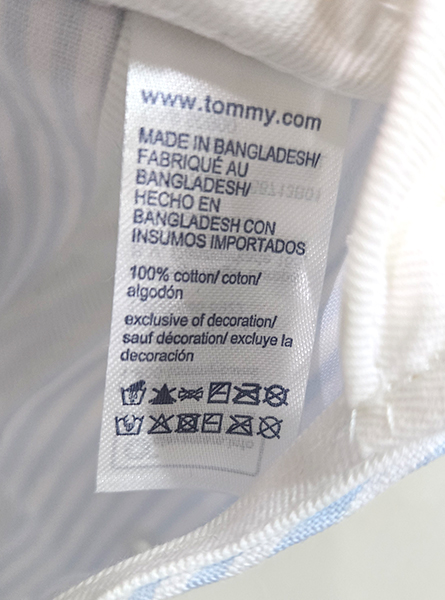 www.tommy.com
MADE IN BANGLADESH/
FABRIQUÉ AU
BANGLADESH/
HECHO EN
BANGLADESH CON
INSUMOS IMPORTADOS
100% cotton/ coton/
algodón
exclusive of decoration/
sauf décoration/ excluye la
decoración